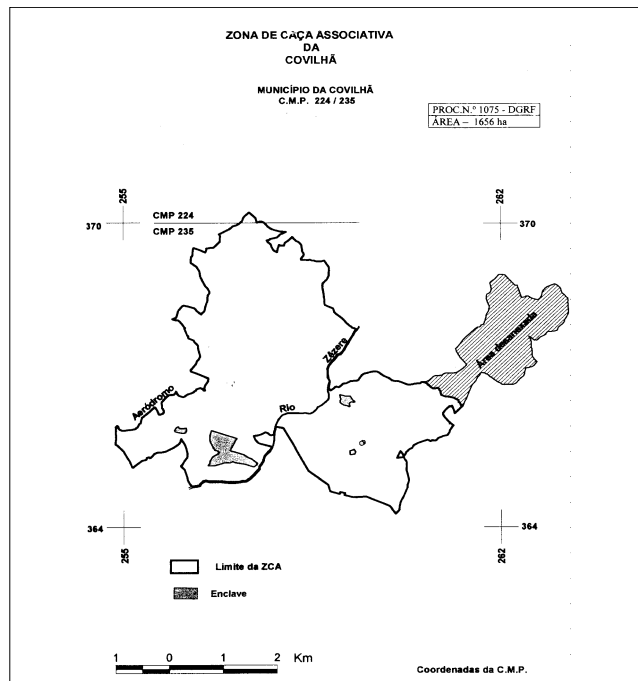 ZONA DE CAÇA ASSOCIATIVA
DA
COVILHÃ
MUNICÍPIO DA COVILHÃ
C.M.P. 224 / 235
PROC.N.º 1075 - DGRF
ÁREA – 1656 ha
255
262
370
CMP 224
CMP 235
370
Zêzere
Área desanexada
Aeródromo
Rio
364
364
255
262
Limite da ZCA
Enclave
1 0 1 2 Km
Coordenadas da C.M.P.